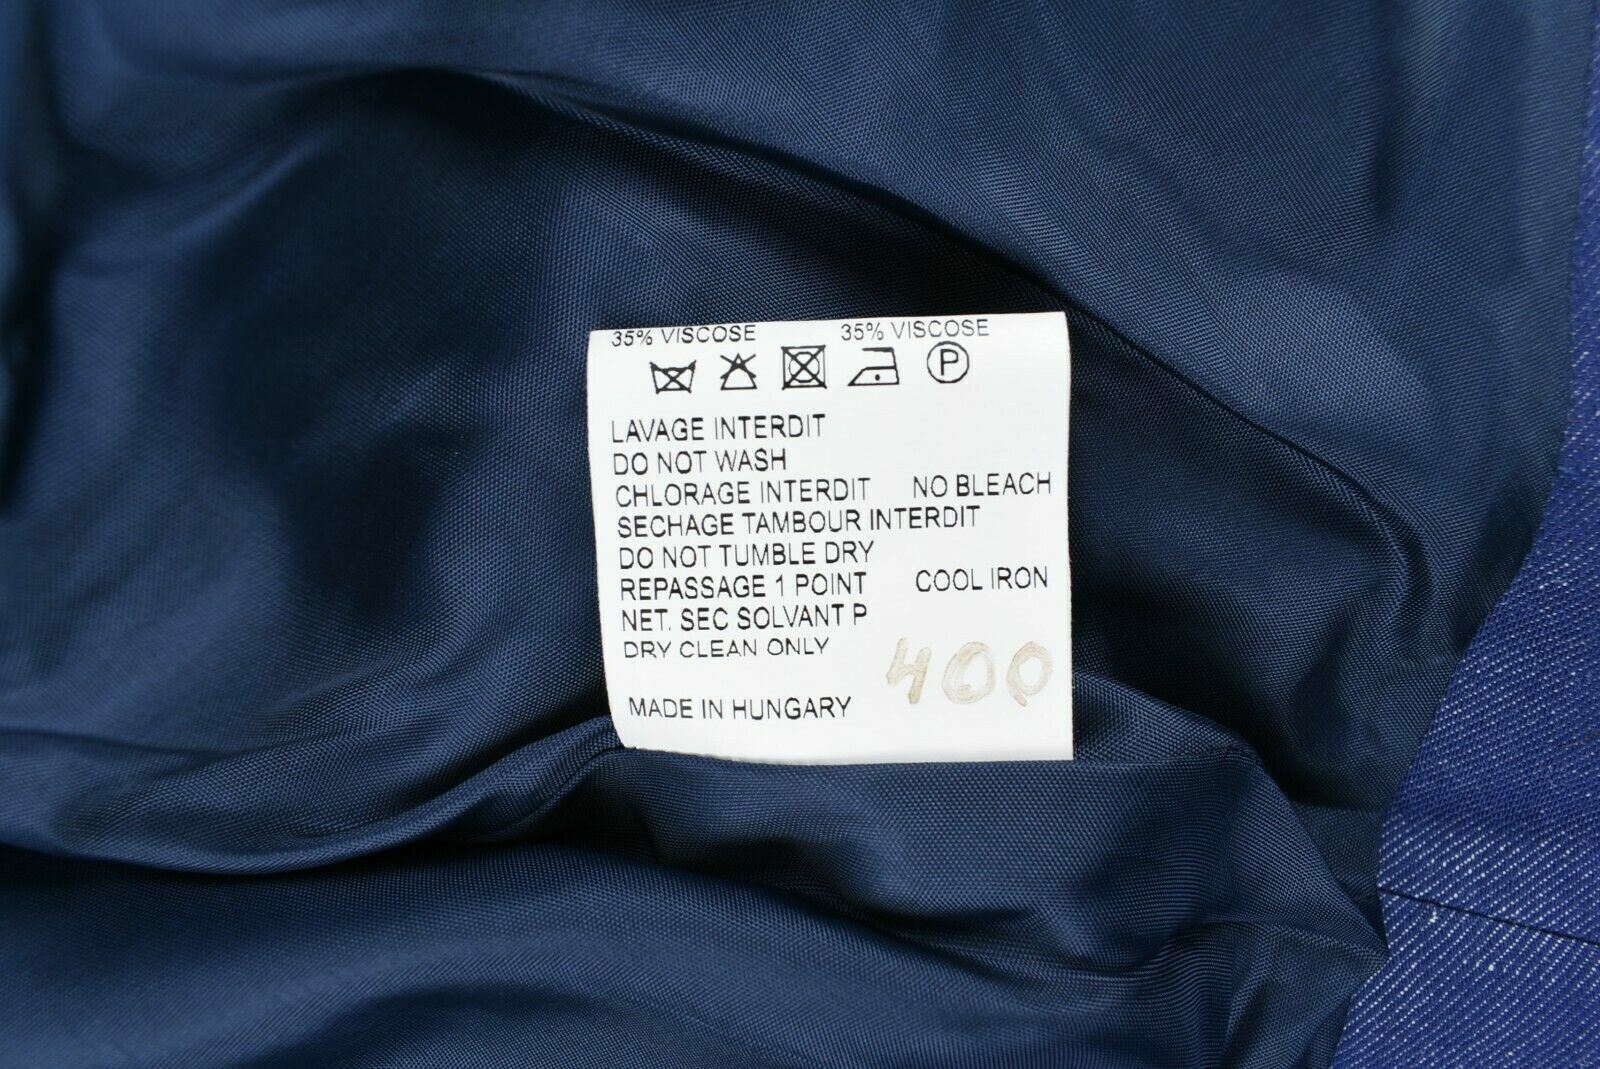 35% VISCOSE 35% VISCOSE
P
LAVAGE INTERDIT
DO NOT WASH
CHLORAGE INTERDIT NO BLEACH
SECHAGE TAMBOUR INTERDIT
DO NOT TUMBLE DRY
REPASSAGE 1 POINT COOL IRON
NET. SEC SOLVANT P
DRY CLEAN ONLY
400
MADE IN HUNGARY